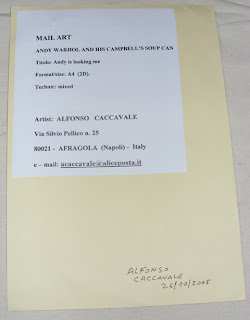 MAIL ART
ANDY WARHOL AND HIS CAMPBELL'S SOUP CAN
Titolo: Andy is looking me
Format/size: A4 (2D).
Technic: mixed
Artist: ALFONSO CACCAVALE
Via Silvio Pellico n. 25
80021 - AFRAGOLA (Napoli) - Italy
e – mail: acaccavale@aliceposta.it
ALFONSO
CACCAVALE
26/10/2005